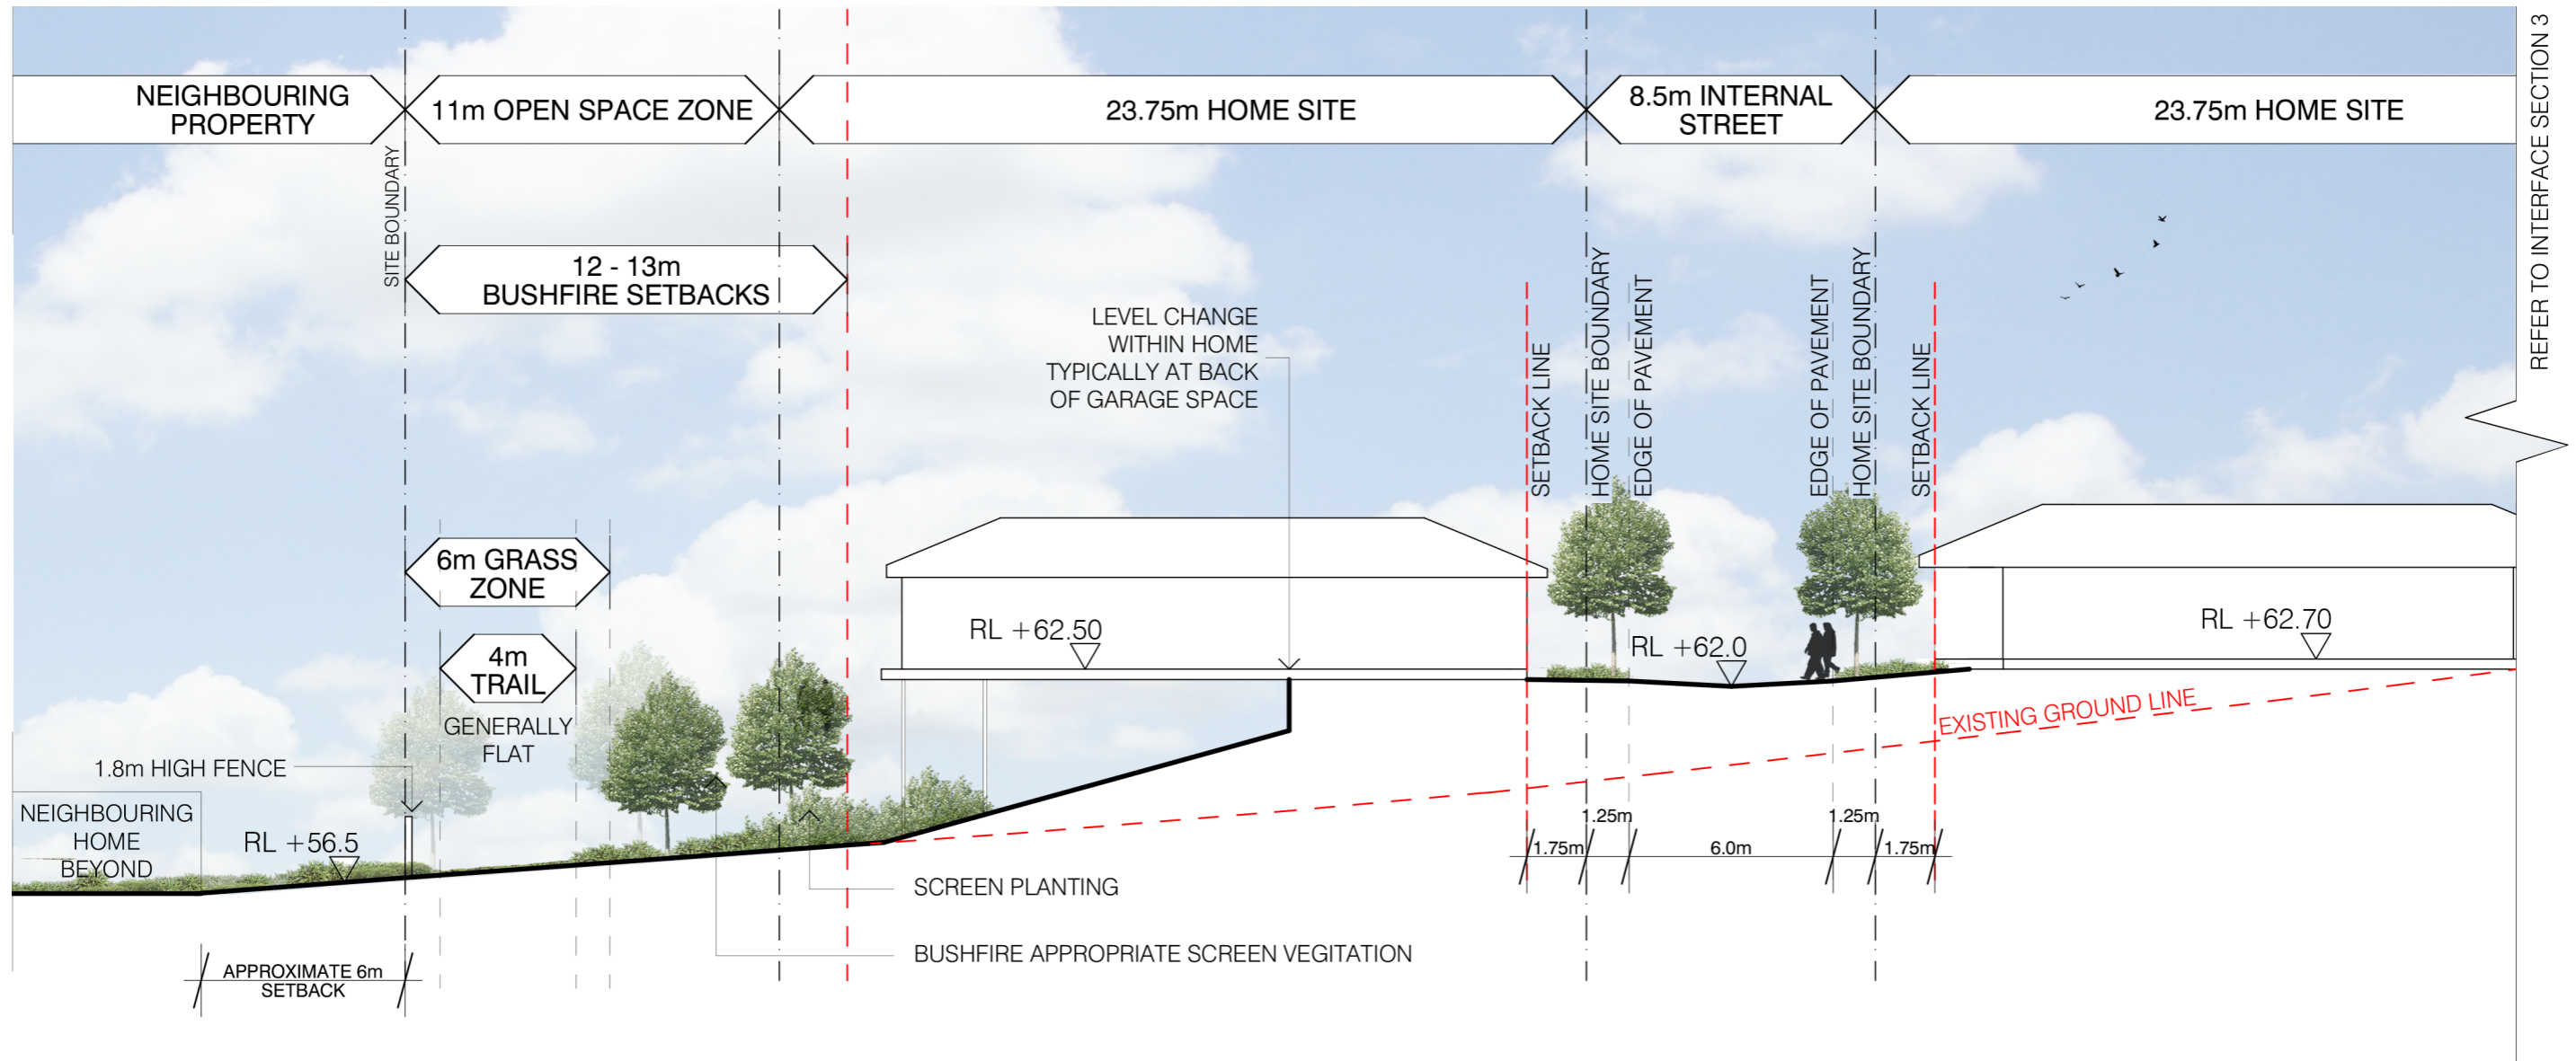 NEIGHBOURING
PROPERTY
11m OPEN SPACE ZONE
23.75m HOME SITE
8.5m INTERNAL
STREET
23.75m HOME SITE
REFER TO INTERFACE SECTION 3
SITE BOUNDARY
12 - 13m
BUSHFIRE SETBACKS
LEVEL CHANGE
WITHIN HOME
TYPICALLY AT BACK
OF GARAGE SPACE
SETBACK LINE
HOME SITE BOUNDARY
EDGE OF PAVEMENT
EDGE OF PAVEMENT
HOME SITE BOUNDARY
SETBACK LINE
6m GRASS
ZONE
4m
TRAIL
GENERALLY
FLAT
RL +62.50
RL +62.0
RL +62.70
EXISTING GROUND LINE
1.8m HIGH FENCE
NEIGHBOURING
HOME
BEYOND
RL +56.5
1.75m
1.25m
6.0m
1.25m
1.75m
SCREEN PLANTING
BUSHFIRE APPROPRIATE SCREEN VEGITATION
APPROXIMATE 6m
SETBACK